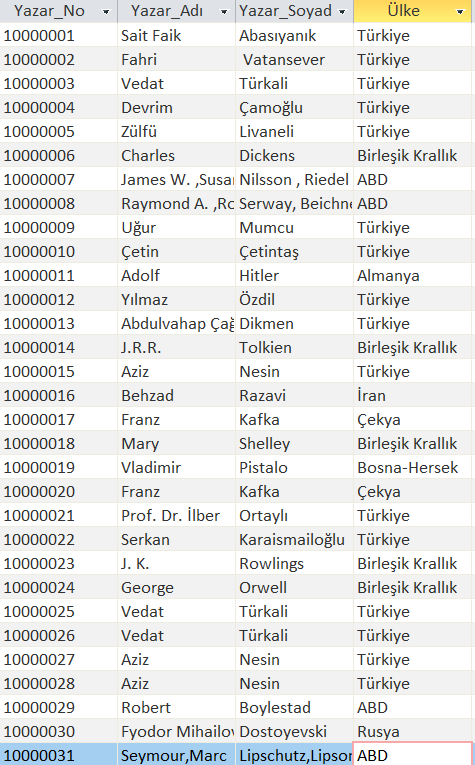 Yazar_No Yazar_Adı Yazar_Soyad Ülke
10000001 Sait Faik Abasıyanık Türkiye
10000002 Fahri Vatansever Türkiye
10000003 Vedat Türkali Türkiye
10000004 Devrim Çamoğlu Türkiye
10000005 Zülfü Livaneli Türkiye
10000006 Charles Dickens Birleşik Krallık
10000007 James W. ,Susan Nilsson , Riedel ABD
10000008 Raymond A. ,Ro Serway, Beichne ABD
10000009 Uğur Mumcu Türkiye
10000010 Çetin Çetintaş Türkiye
10000011 Adolf Hitler Almanya
10000012 Yılmaz Özdil Türkiye
10000013 Abdulvahap Çağ Dikmen Türkiye
10000014 J.R.R. Tolkien Birleşik Krallık
10000015 Aziz Nesin Türkiye
10000016 Behzad Razavi İran
10000017 Franz Kafka Çekya
10000018 Mary Shelley Birleşik Krallık
10000019 Vladimir Pistalo Bosna-Hersek
10000020 Franz Kafka Çekya
10000021 Prof. Dr. İlber Ortaylı Türkiye
10000022 Serkan Karaismailoğlu Türkiye
10000023 J. K. Rowlings Birleşik Krallık
10000024 George Orwell Birleşik Krallık
10000025 Vedat Türkali Türkiye
10000026 Vedat Türkali Türkiye
10000027 Aziz Nesin Türkiye
10000028 Aziz Nesin Türkiye
10000029 Robert Boylestad ABD
10000030 Fyodor Mihailov Dostoyevski Rusya
10000031 Seymour,Marc Lipschutz,Lipson ABD